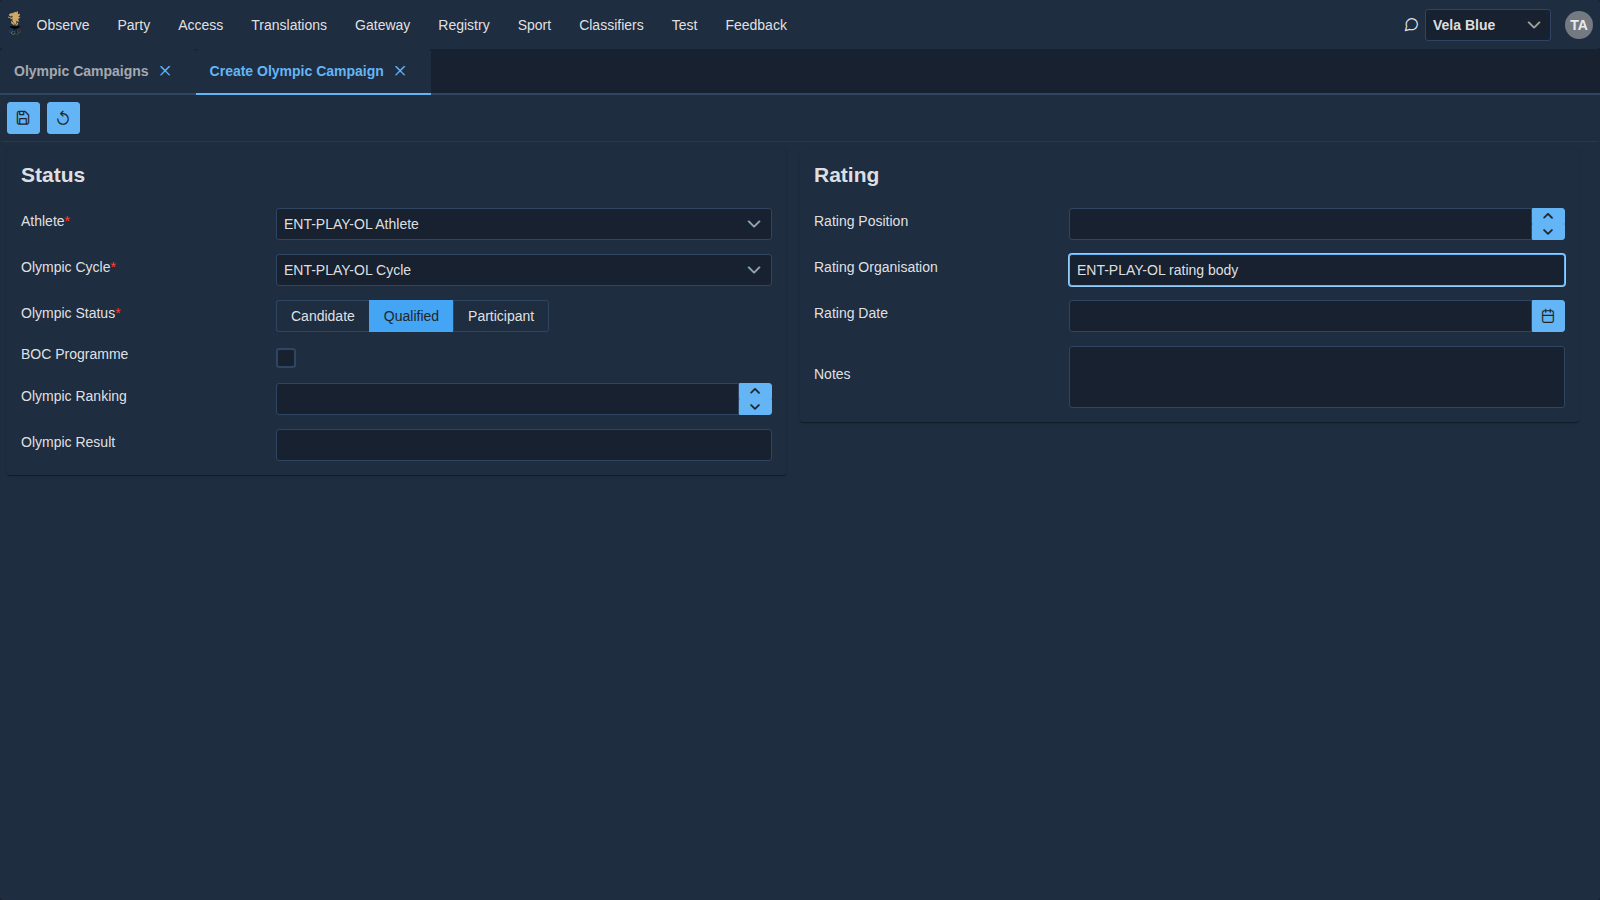 Observe Party Access Translations Gateway Registry Sport Classifiers Test Feedback Vela Blue TA
Olympic Campaigns Create Olympic Campaign
Status
Athlete* ENT-PLAY-OL Athlete
Olympic Cycle* ENT-PLAY-OL Cycle
Olympic Status* Candidate Qualified Participant
BOC Programme
Olympic Ranking
Olympic Result
Rating
Rating Position
Rating Organisation ENT-PLAY-OL rating body
Rating Date
Notes